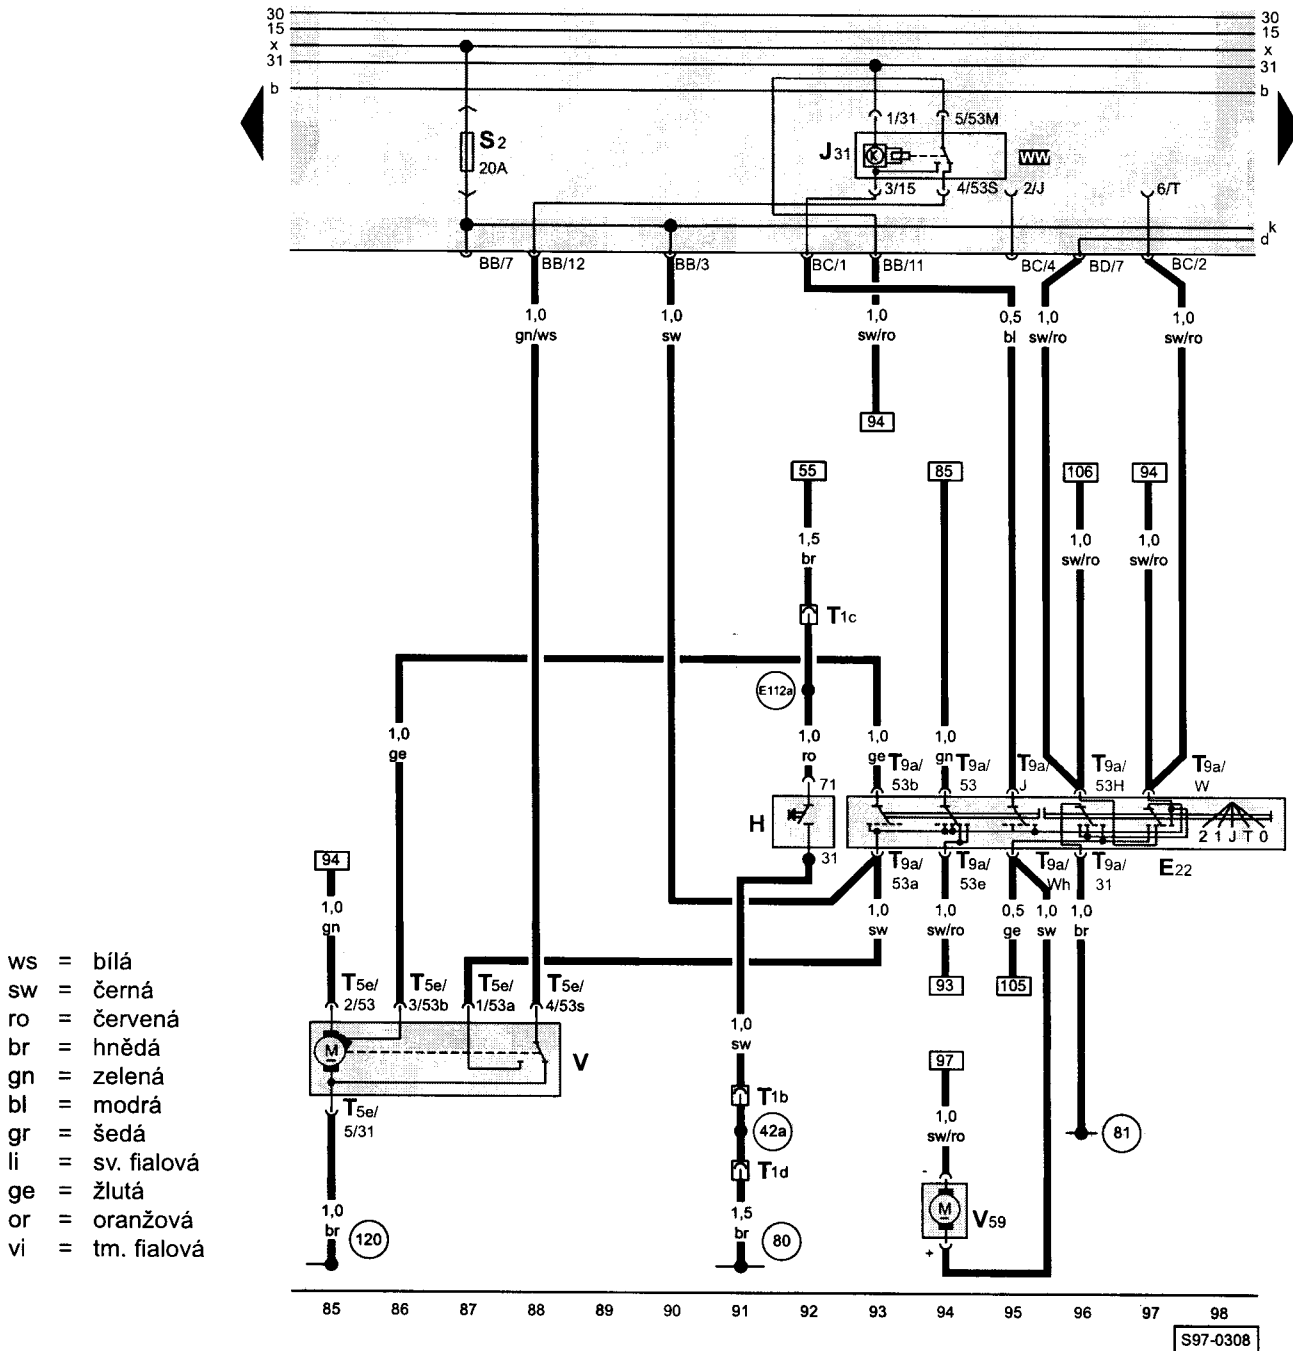 30 30
15 15
x x
31 31
b b
1/31 5/53M
S2
20A
J31 K WW
3/15 4/53S 2/J 6/T
k
d
BB/7 BB/12 BB/3 BC/1 BB/11 BC/4 BD/7 BC/2
1,0 1,0 1,0 0,5 1,0 1,0
gn/ws sw sw/ro bl sw/ro sw/ro
94
55 85 106 94
1,5 1,0 1,0
br sw/ro sw/ro
T1c
E112a
1,0 1,0 1,0 1,0
ge ro ge gn
T9a/ T9a/ T9a/ T9a/ T9a/
71 53b 53 J 53H W
H
2 1 J T 0
31 T9a/ T9a/ T9a/ T9a/ E22
53a 53e Wh 31
94
1,0 1,0 1,0 0,5 1,0 1,0
gn sw sw/ro ge sw br
93 105
T5e/ T5e/ T5e/ T5e/
2/53 3/53b 1/53a 4/53s
M V
T5e/
5/31
1,0
sw
97
T1b
42a
T1d
1,0
sw/ro
81
-
M V59
+
1,0
br
120
1,5
br
80
ws = bílá
sw = černá
ro = červená
br = hnědá
gn = zelená
bl = modrá
gr = šedá
li = sv. fialová
ge = žlutá
or = oranžová
vi = tm. fialová
85 86 87 88 89 90 91 92 93 94 95 96 97 98
S97-0308